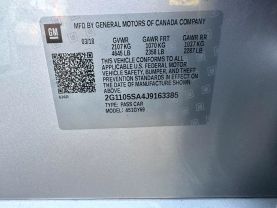 MFD BY GENERAL MOTORS OF CANADA COMPANY
GM
03/18 GVWR GAWR FRT GAWR RR
2107 KG 1070 KG 1037 KG
4645 LB 2358 LB 2287 LB
THIS VEHICLE CONFORMS TO ALL
APPLICABLE U.S. FEDERAL MOTOR VEHICLE
SAFETY, BUMPER, AND THEFT
PREVENTION STANDARDS IN EFFECT ON
THE DATE OF MANUFACTURE SHOWN
ABOVE.
2G1105SA4J9163385
TYPE: PASS CAR
MODEL: